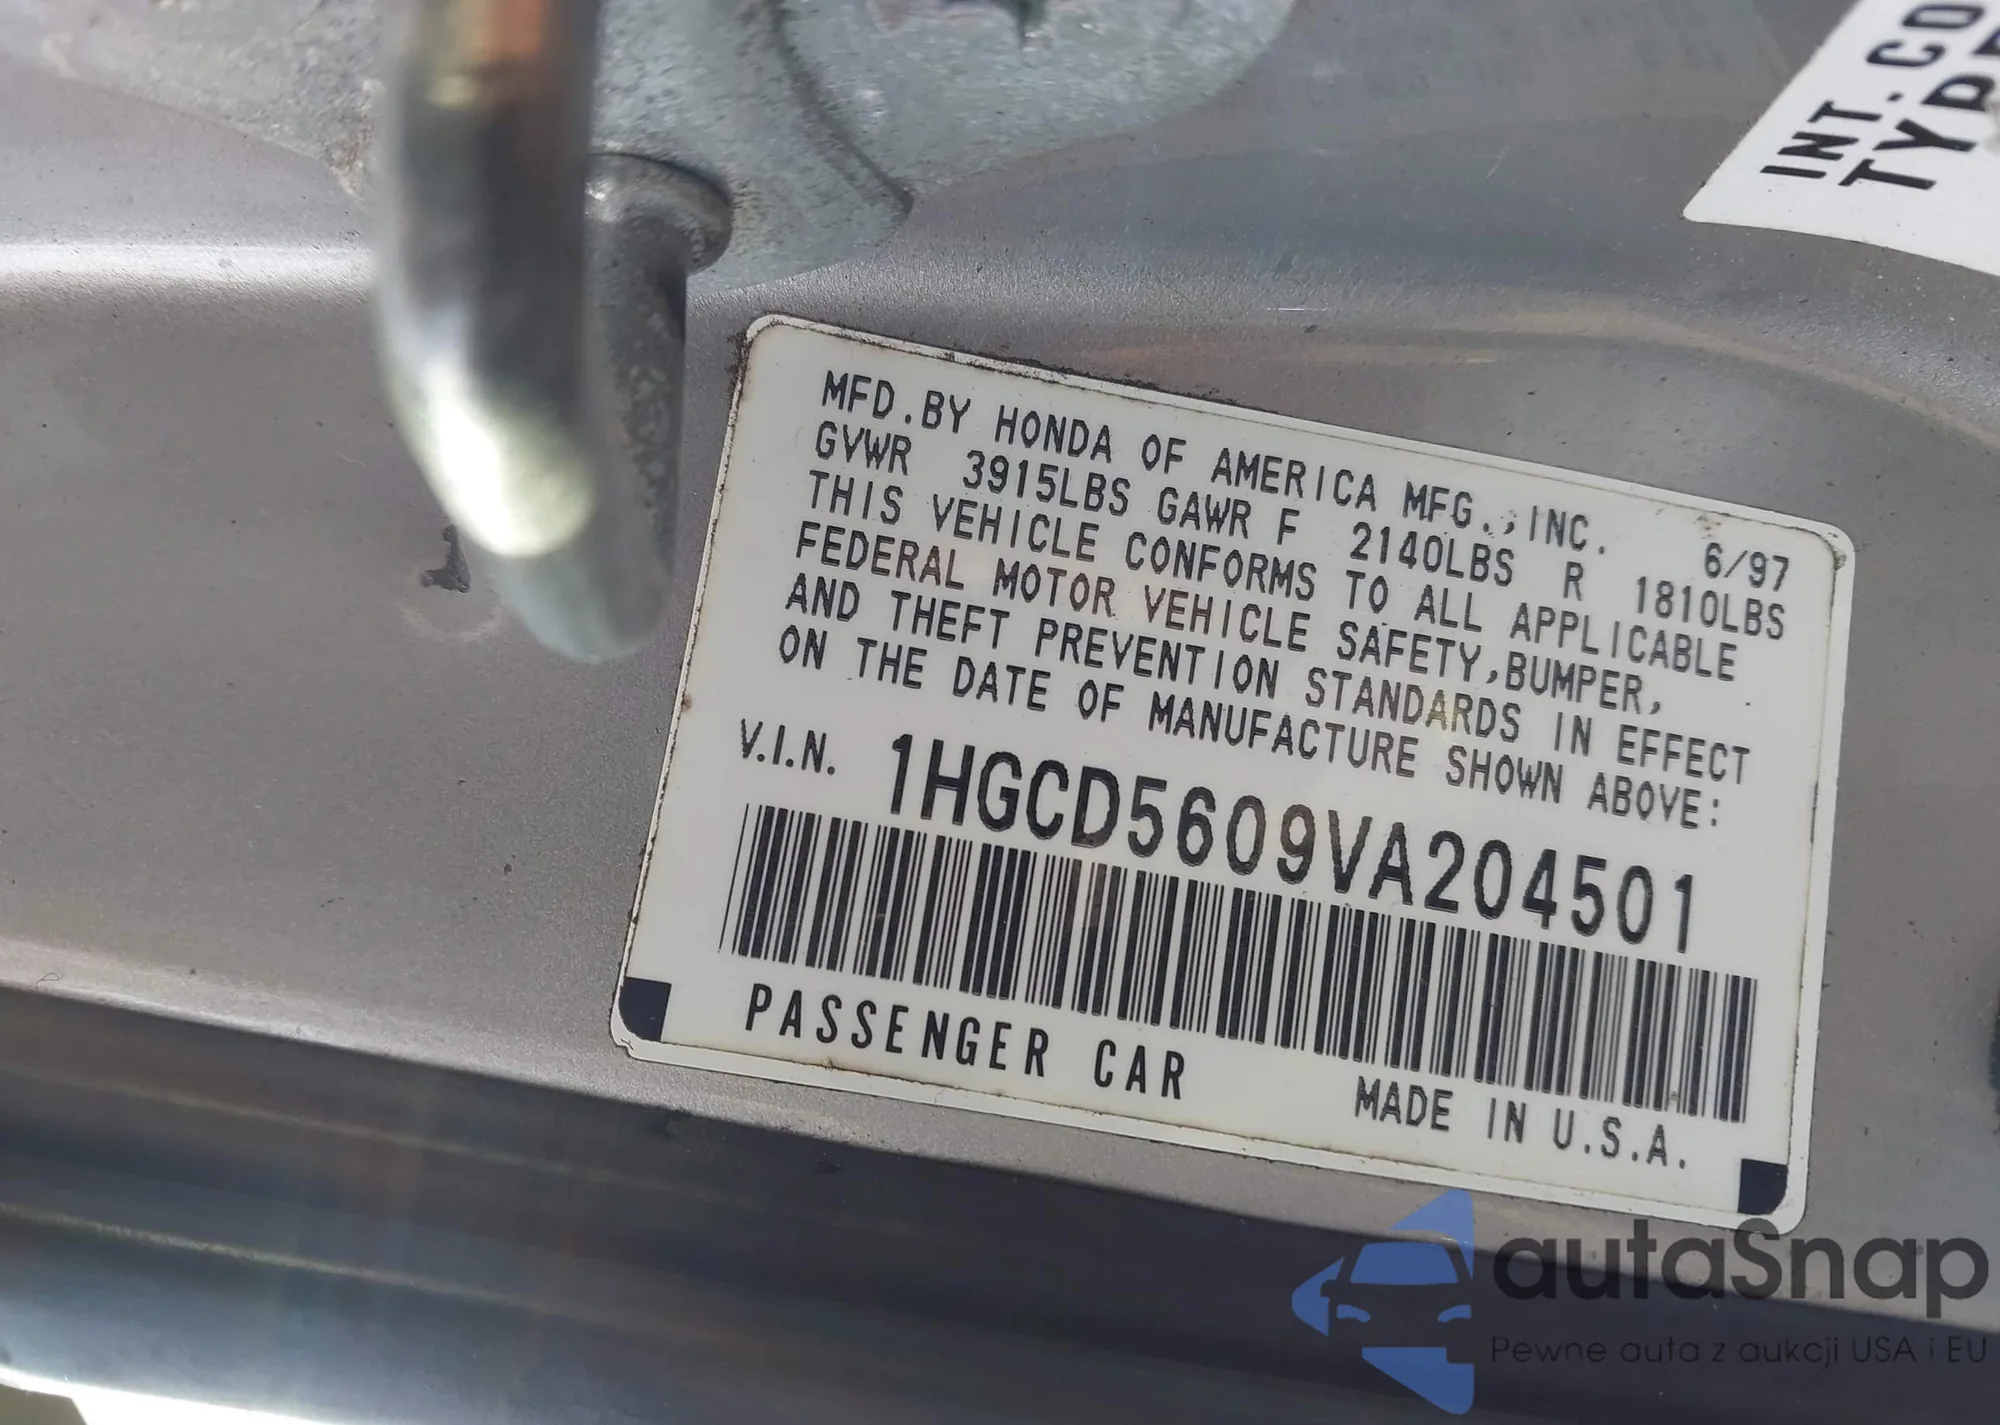 INT. CO
TYPE
MFD.BY HONDA OF AMERICA MFG.,INC. 6/97
GVWR 3915LBS GAWR F 2140LBS R 1810LBS
THIS VEHICLE CONFORMS TO ALL APPLICABLE
FEDERAL MOTOR VEHICLE SAFETY,BUMPER,
AND THEFT PREVENTION STANDARDS IN EFFECT
ON THE DATE OF MANUFACTURE SHOWN ABOVE:
V.I.N. 1HGCD5609VA204501
PASSENGER CAR
MADE IN U.S.A.
autaSnap
Pewne auta z aukcji USA i EU